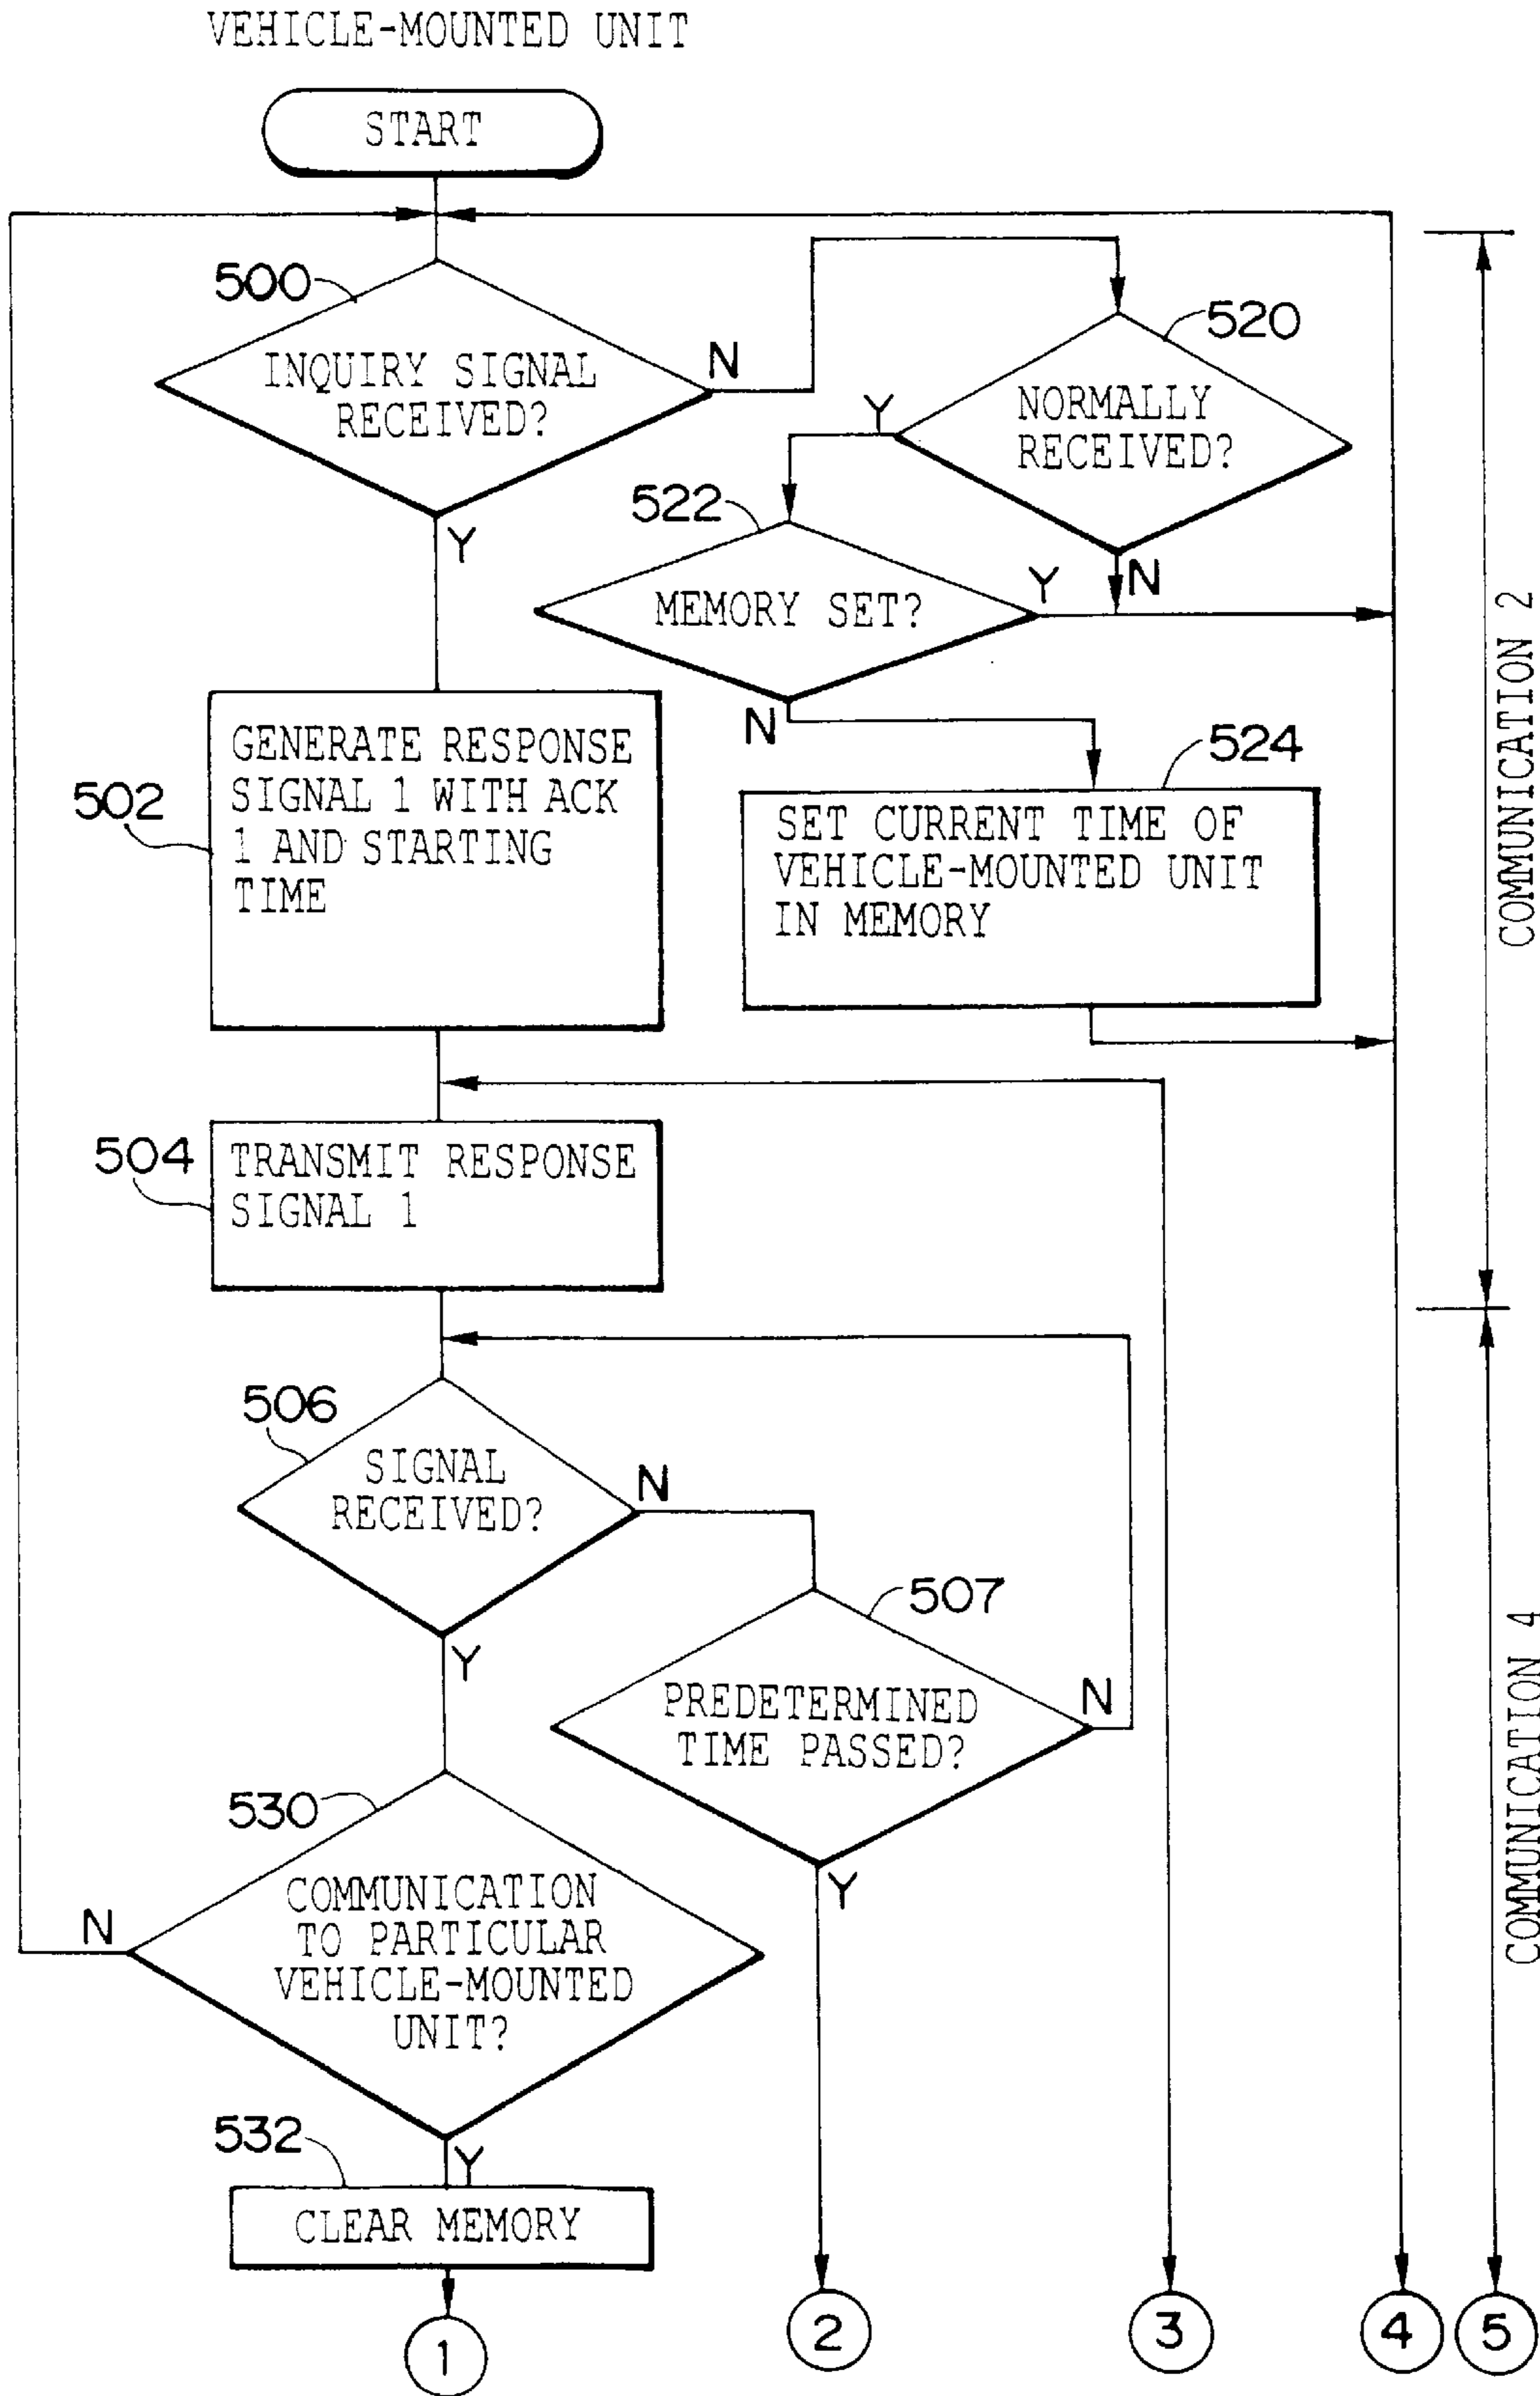 VEHICLE-MOUNTED UNIT
START
500
INQUIRY SIGNAL
RECEIVED?
N
Y
520
NORMALLY
RECEIVED?
Y
N
522
MEMORY SET?
Y
N
502
GENERATE RESPONSE
SIGNAL 1 WITH ACK
1 AND STARTING
TIME
524
SET CURRENT TIME OF
VEHICLE-MOUNTED UNIT
IN MEMORY
COMMUNICATION 2
504
TRANSMIT RESPONSE
SIGNAL 1
506
SIGNAL
RECEIVED?
N
Y
507
PREDETERMINED
TIME PASSED?
N
Y
COMMUNICATION 4
530
COMMUNICATION
TO PARTICULAR
VEHICLE-MOUNTED
UNIT?
N
Y
532
CLEAR MEMORY
1
2
3
4
5